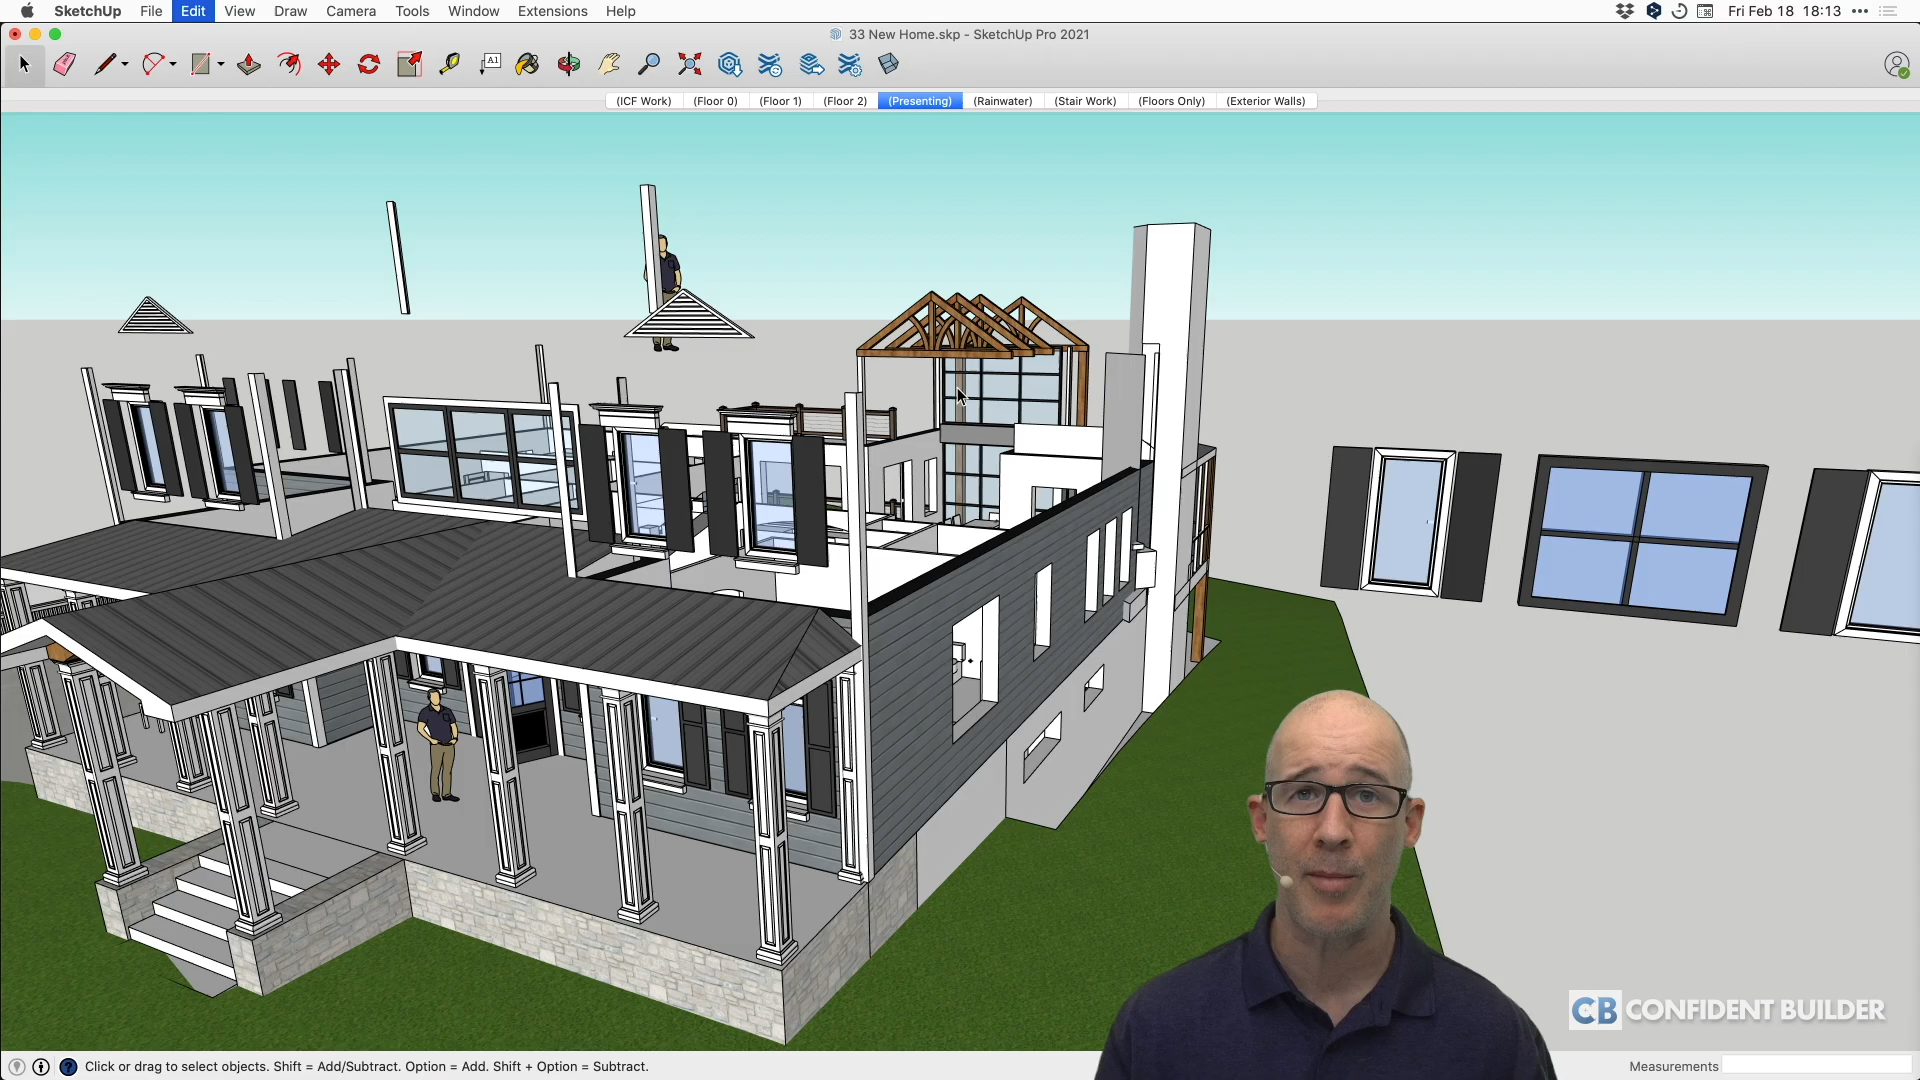 SketchUp File Edit View Draw Camera Tools Window Extensions Help Fri Feb 18 18:13
33 New Home.skp - SketchUp Pro 2021
A1
(ICF Work) (Floor 0) (Floor 1) (Floor 2) (Presenting) (Rainwater) (Stair Work) (Floors Only) (Exterior Walls)
CB CONFIDENT BUILDER
Click or drag to select objects. Shift = Add/Subtract. Option = Add. Shift + Option = Subtract. Measurements